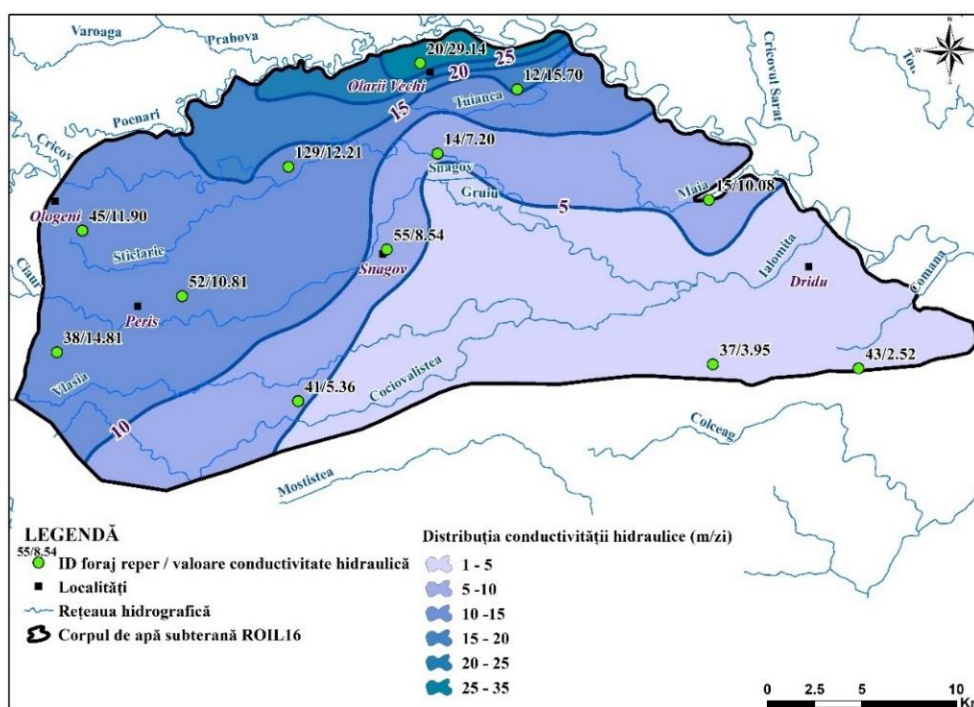 Varoaga
Prahova
N
W
E
S
20/29.14
25
20
Olarii Vechi
12/15.70
Cricovul Sarat
Tuianca
15
Poenari
Cricov
14/7.20
129/12.21
Snagov
Gruiu
Maia
15/10.08
Ologeni
45/11.90
5
Sticlarie
55/8.54
Snagov
Ialomita
Dridu
Ciaur
52/10.81
Peris
Comana
38/14.81
37/3.95
43/2.52
Vlasia
41/5.36
Cociovalistea
10
Colceag
Mostistea
LEGENDĂ
55/8.54
ID foraj reper / valoare conductivitate hidraulică
Localități
Rețeaua hidrografică
Corpul de apă subterană ROIL16
Distribuția conductivității hidraulice (m/zi)
1 - 5
5 -10
10 -15
15 - 20
20 - 25
25 - 35
0 2.5 5 10